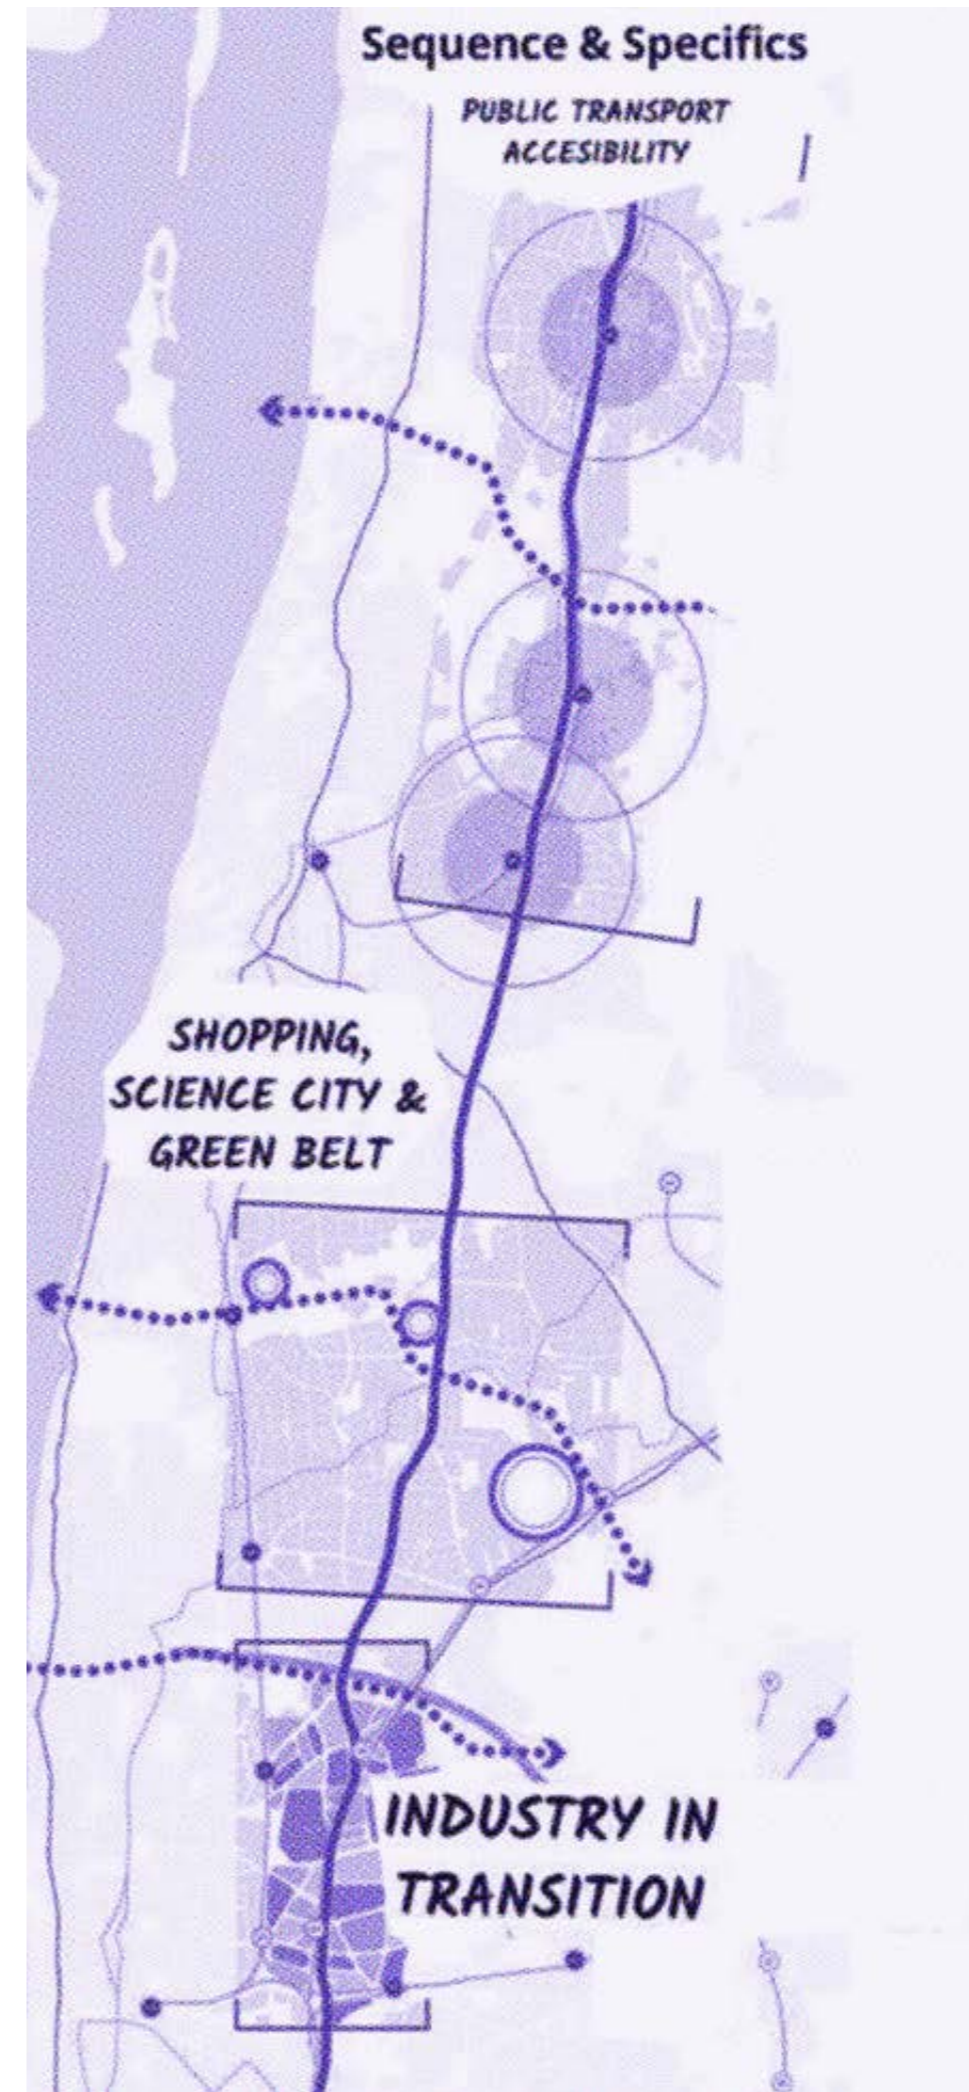 Sequence & Specifics
PUBLIC TRANSPORT
ACCESIBILITY
SHOPPING,
SCIENCE CITY &
GREEN BELT
INDUSTRY IN
TRANSITION